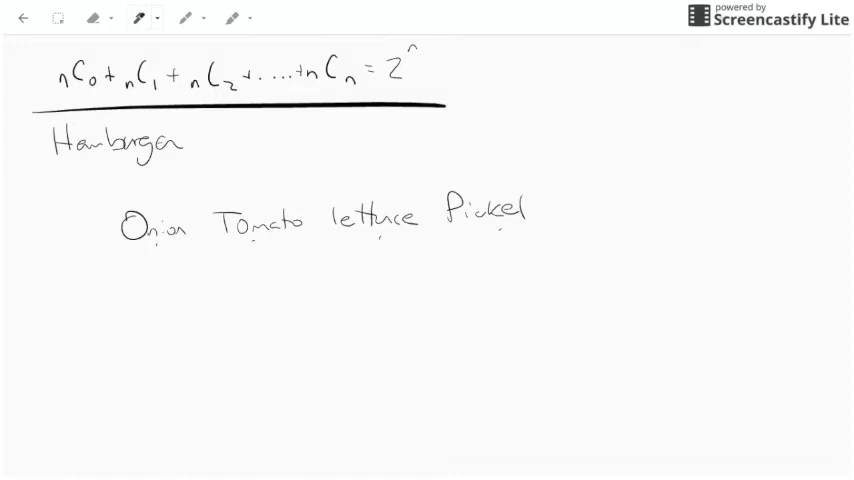 powered by
Screencastify Lite
nC0 + nC1 + nC2 + .... + nCn = 2^n
Hamburger
Onion Tomato lettuce Pickel